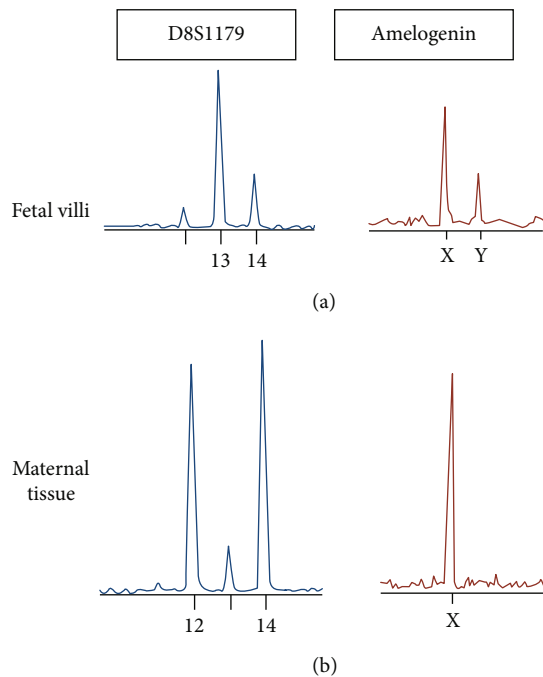 D8S1179
Amelogenin
Fetal villi
13 14
X Y
(a)
Maternal
tissue
12 14
X
(b)